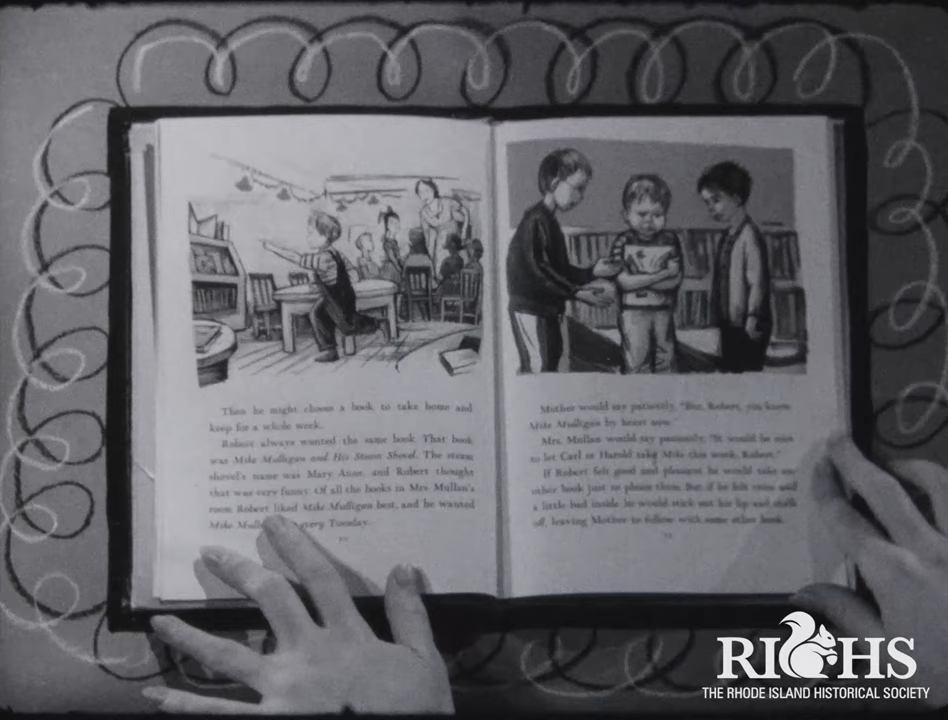 Then he might choose a book to take home and
keep for a whole week.
Robert always wanted the same book. That book
was Mike Mulligan and His Steam Shovel. The steam
shovel's name was Mary Anne, and Robert thought
that was very funny. Of all the books in Mrs. Mullan's
room Robert liked Mike Mulligan best, and he wanted
Mike every Tuesday.
Mother would say patiently, "But, Robert, you know
Mike Mulligan by heart now."
Mrs. Mullan would say patiently, "It would be nice
to let Carl or Harold take Mike this week, Robert."
If Robert felt good and pleasant he would take
other book just to please them. But if he felt cross and
a little bad inside he would stick out his lip and stalk
off, leaving Mother to follow with some other book.
RIHS
THE RHODE ISLAND HISTORICAL SOCIETY